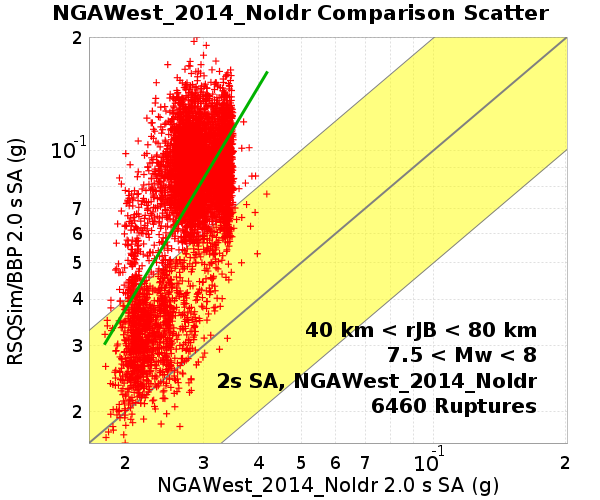 NGAWest_2014_NoIdr Comparison Scatter
RSQSim/BBP 2.0 s SA (g)
2
10-1
7
6
5
4
3
2
40 km < rJB < 80 km
7.5 < Mw < 8
2s SA, NGAWest_2014_NoIdr
6460 Ruptures
2 3 4 5 6 7 10-1 2
NGAWest_2014_NoIdr 2.0 s SA (g)